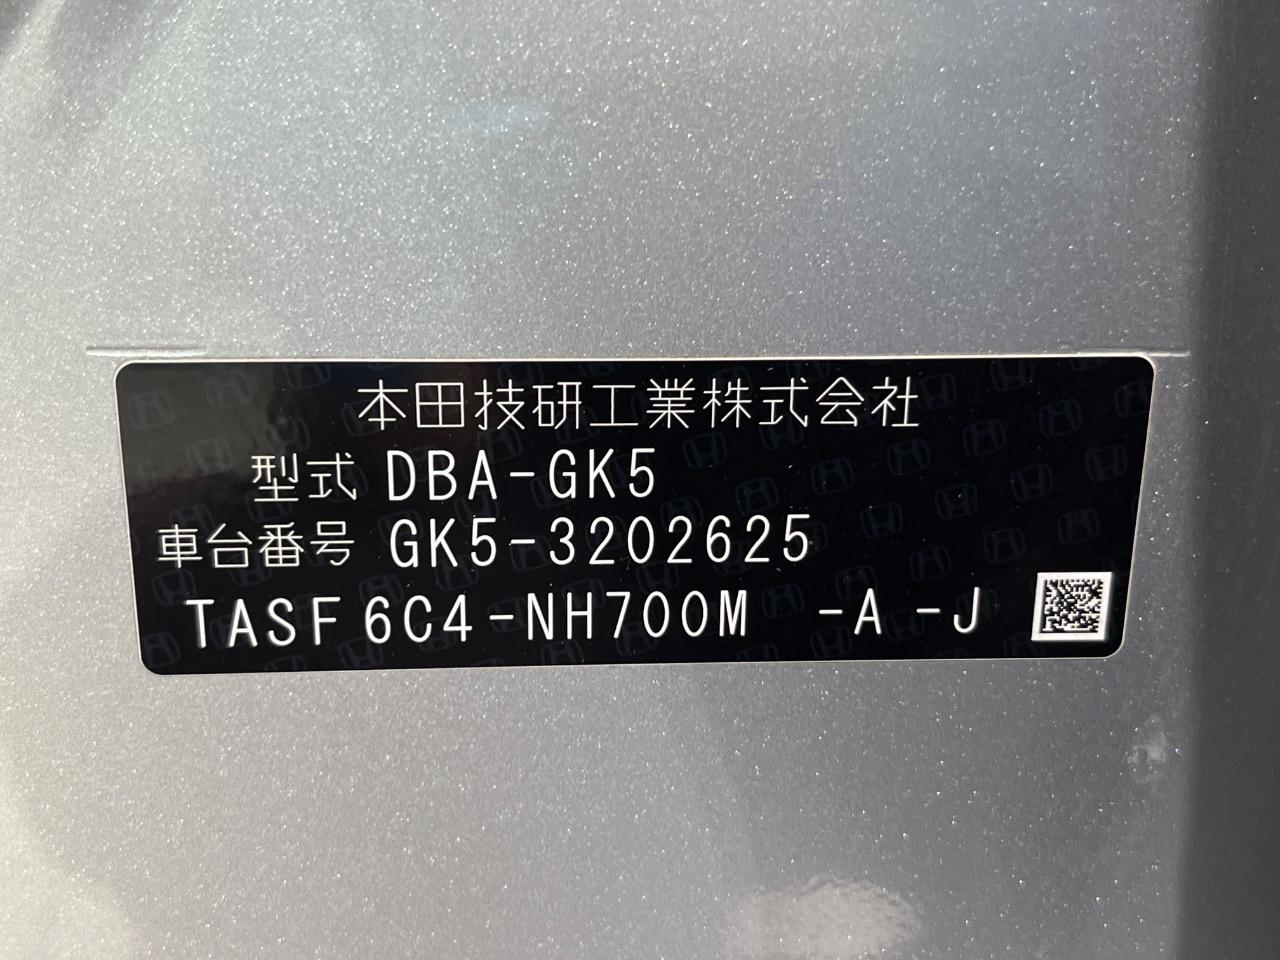 本田技研工業株式会社
型式 DBA-GK5
車台番号 GK5-3202625
TASF 6C4-NH700M -A -J